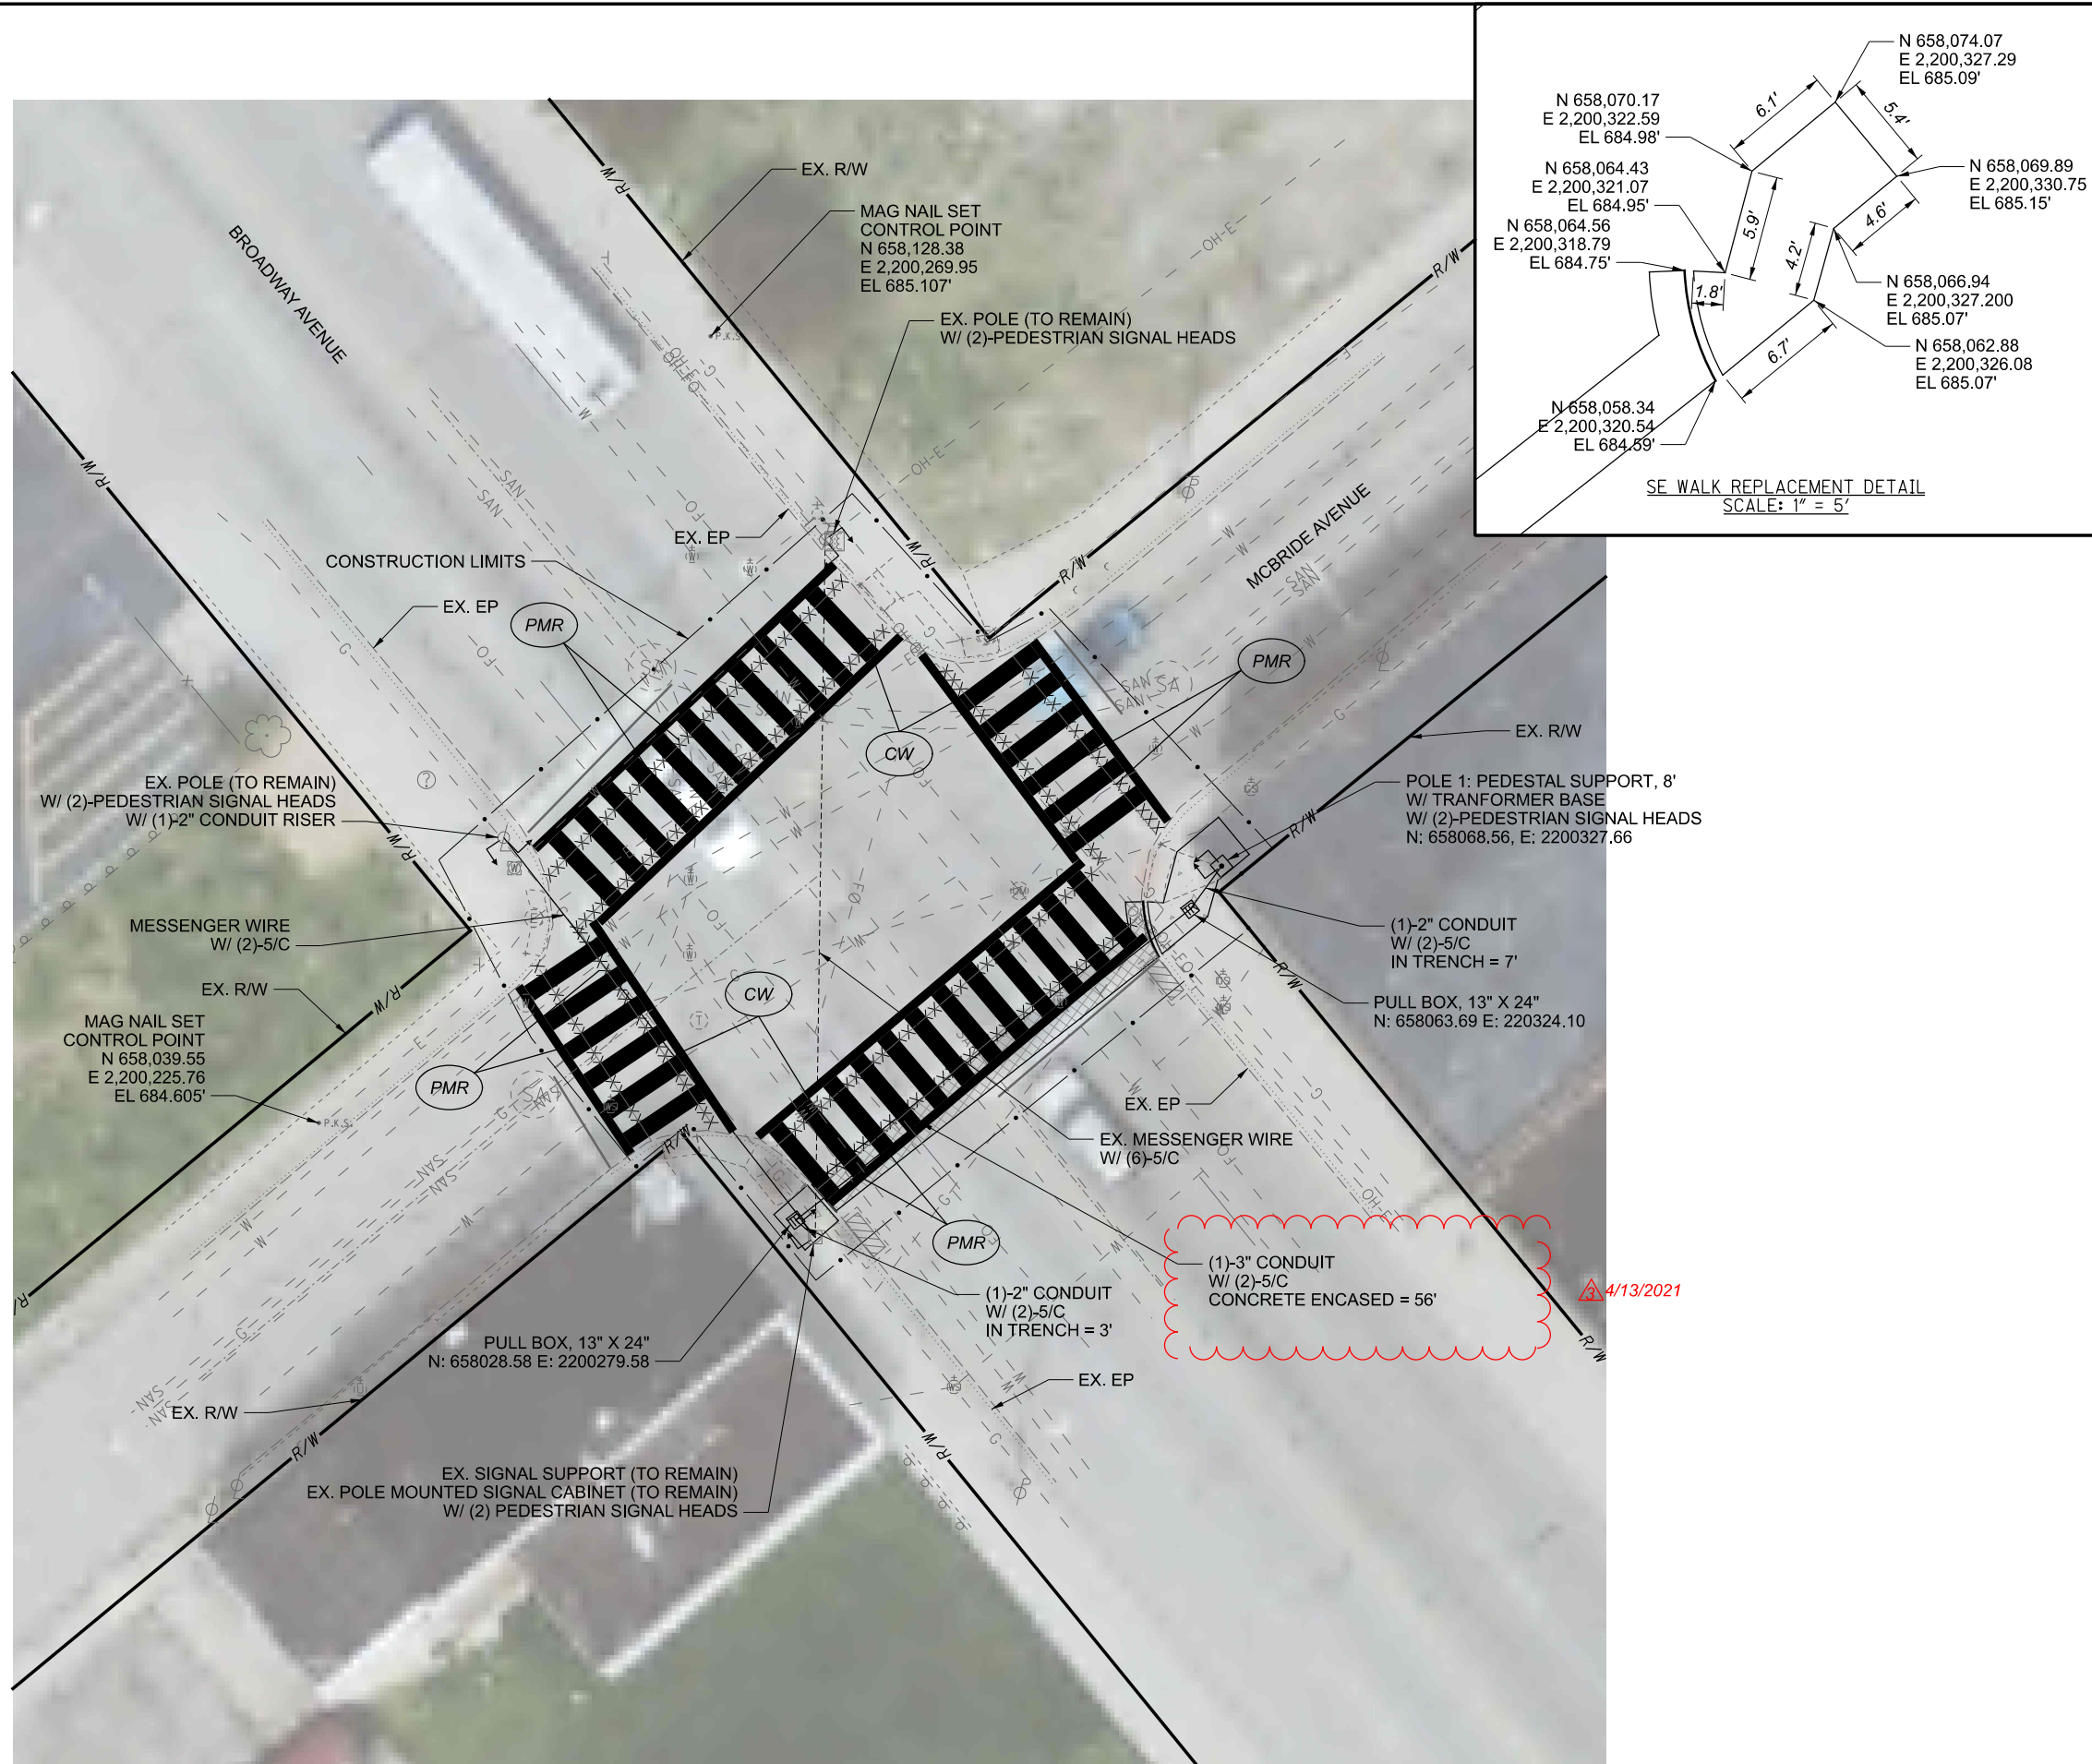 N 658,074.07
E 2,200,327.29
EL 685.09'
N 658,070.17
E 2,200,322.59
EL 684.98'
N 658,064.43
E 2,200,321.07
EL 684.95'
N 658,064.56
E 2,200,318.79
EL 684.75'
6.1'
5.4'
N 658,069.89
E 2,200,330.75
EL 685.15'
4.6'
5.9'
4.2'
1.8'
N 658,066.94
E 2,200,327.200
EL 685.07'
6.7'
N 658,062.88
E 2,200,326.08
EL 685.07'
N 658,058.34
E 2,200,320.54
EL 684.59'
SE WALK REPLACEMENT DETAIL
SCALE: 1" = 5'
EX. R/W
MAG NAIL SET
CONTROL POINT
N 658,128.38
E 2,200,269.95
EL 685.107'
P.K.S.
BROADWAY AVENUE
EX. POLE (TO REMAIN)
W/ (2)-PEDESTRIAN SIGNAL HEADS
EX. EP
CONSTRUCTION LIMITS
MCBRIDE AVENUE
EX. EP
PMR
PMR
CW
EX. R/W
EX. POLE (TO REMAIN)
W/ (2)-PEDESTRIAN SIGNAL HEADS
W/ (1)-2" CONDUIT RISER
POLE 1: PEDESTAL SUPPORT, 8'
W/ TRANFORMER BASE
W/ (2)-PEDESTRIAN SIGNAL HEADS
N: 658068.56, E: 2200327.66
MESSENGER WIRE
W/ (2)-5/C
(1)-2" CONDUIT
W/ (2)-5/C
IN TRENCH = 7'
EX. R/W
CW
PULL BOX, 13" X 24"
N: 658063.69 E: 220324.10
MAG NAIL SET
CONTROL POINT
N 658,039.55
E 2,200,225.76
EL 684.605'
P.K.S.
PMR
EX. EP
EX. MESSENGER WIRE
W/ (6)-5/C
PMR
(1)-3" CONDUIT
W/ (2)-5/C
CONCRETE ENCASED = 56'
3 4/13/2021
(1)-2" CONDUIT
W/ (2)-5/C
IN TRENCH = 3'
PULL BOX, 13" X 24"
N: 658028.58 E: 2200279.58
EX. EP
EX. R/W
EX. SIGNAL SUPPORT (TO REMAIN)
EX. POLE MOUNTED SIGNAL CABINET (TO REMAIN)
W/ (2) PEDESTRIAN SIGNAL HEADS
R/W
R/W
R/W
R/W
R/W
R/W
R/W
R/W
R/W
R/W
R/W
R/W
R/W
OH-E
OH-E
OH-E
SAN
SAN
SAN
SAN
FO
FO